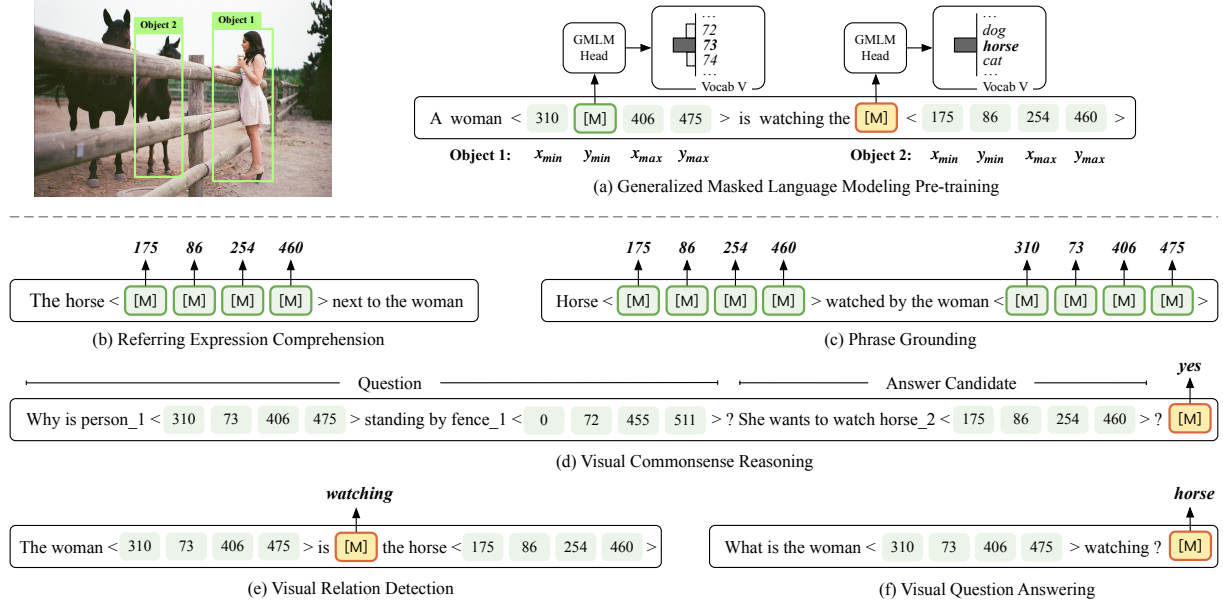 Object 2
Object 1
GMLM Head
...
72
73
74
...
Vocab V
GMLM Head
...
dog
horse
cat
...
Vocab V
A woman < 310 [M] 406 475 > is watching the [M] < 175 86 254 460 >
Object 1: xmin ymin xmax ymax Object 2: xmin ymin xmax ymax
(a) Generalized Masked Language Modeling Pre-training
175 86 254 460
The horse < [M] [M] [M] [M] > next to the woman
(b) Referring Expression Comprehension
175 86 254 460 310 73 406 475
Horse < [M] [M] [M] [M] > watched by the woman < [M] [M] [M] [M] >
(c) Phrase Grounding
Question Answer Candidate yes
Why is person_1 < 310 73 406 475 > standing by fence_1 < 0 72 455 511 > ? She wants to watch horse_2 < 175 86 254 460 > ? [M]
(d) Visual Commonsense Reasoning
watching
The woman < 310 73 406 475 > is [M] the horse < 175 86 254 460 >
(e) Visual Relation Detection
horse
What is the woman < 310 73 406 475 > watching ? [M]
(f) Visual Question Answering